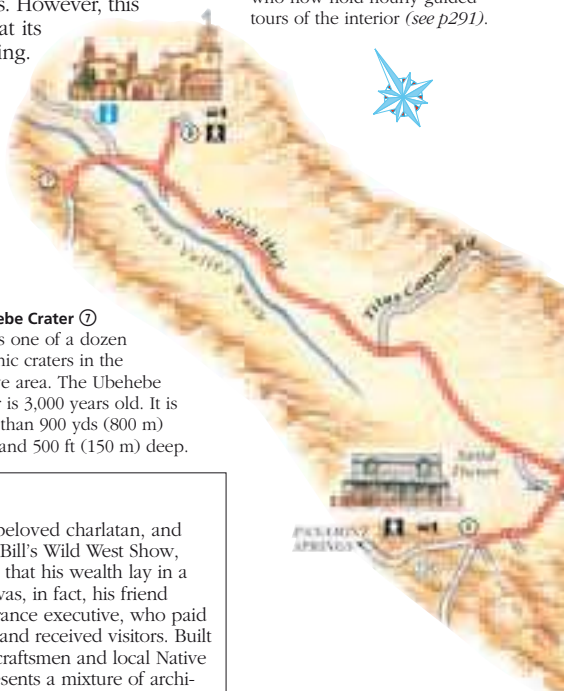 s. However, this
at its
ing.
who now hold hourly guided
tours of the interior (see p291).
North Hwy
Death Valley Wash
Titus Canyon Rd
ebe Crater ⑦
s one of a dozen
nic craters in the
e area. The Ubehebe
r is 3,000 years old. It is
than 900 yds (800 m)
and 500 ft (150 m) deep.
Sand
Dunes
PANAMINT
SPRINGS
beloved charlatan, and
Bill's Wild West Show,
that his wealth lay in a
was, in fact, his friend
rance executive, who paid
and received visitors. Built
craftsmen and local Native
esents a mixture of archi-